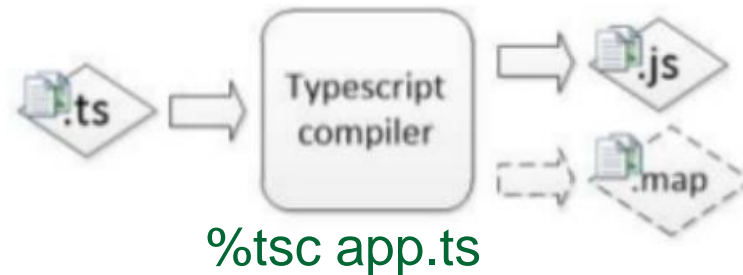 .ts
Typescript
compiler
.js
.map
%tsc app.ts